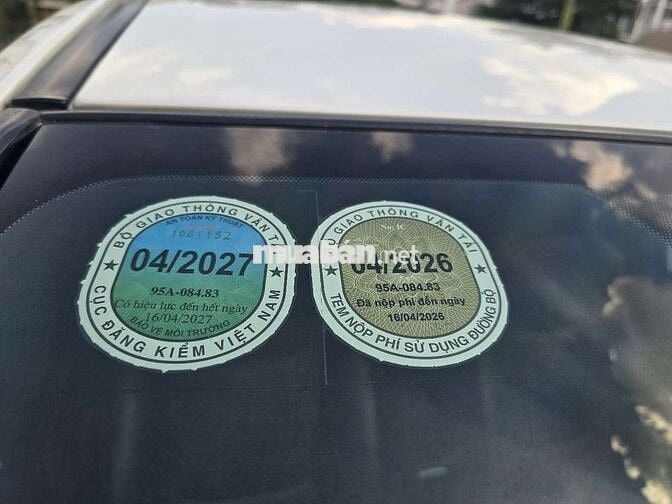 BỘ GIAO THÔNG VẬN TẢI
AN TOÀN KỸ THUẬT
1081152
04/2027
95A-084.83
Có hiệu lực đến hết ngày
16/04/2027
BẢO VỆ MÔI TRƯỜNG
CỤC ĐĂNG KIỂM VIỆT NAM
GIAO THÔNG VẬN TẢI
04/2026
95A-084.83
Đã nộp phí đến ngày
16/04/2026
TEM NỘP PHÍ SỬ DỤNG ĐƯỜNG BỘ
muaban.net